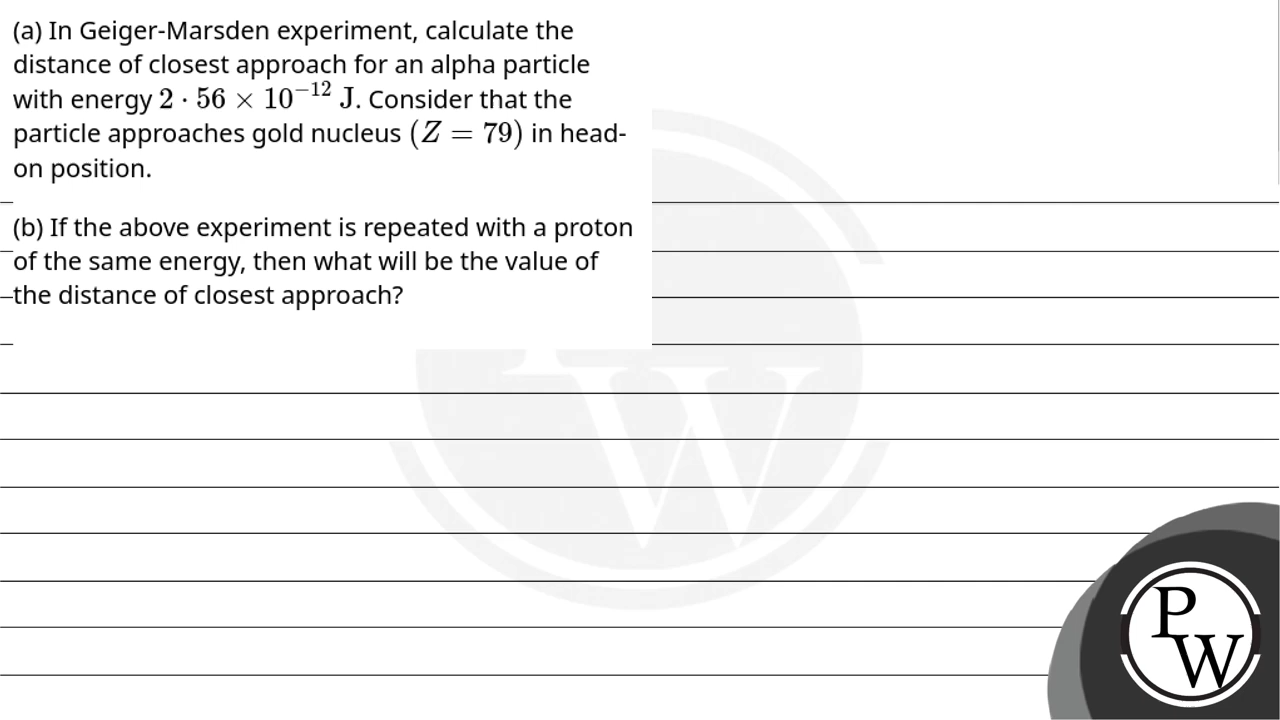 (a) In Geiger-Marsden experiment, calculate the
distance of closest approach for an alpha particle
with energy 2 · 56 × 10⁻¹² J. Consider that the
particle approaches gold nucleus (Z = 79) in head-
on position.
(b) If the above experiment is repeated with a proton
of the same energy, then what will be the value of
the distance of closest approach?
W
P
W